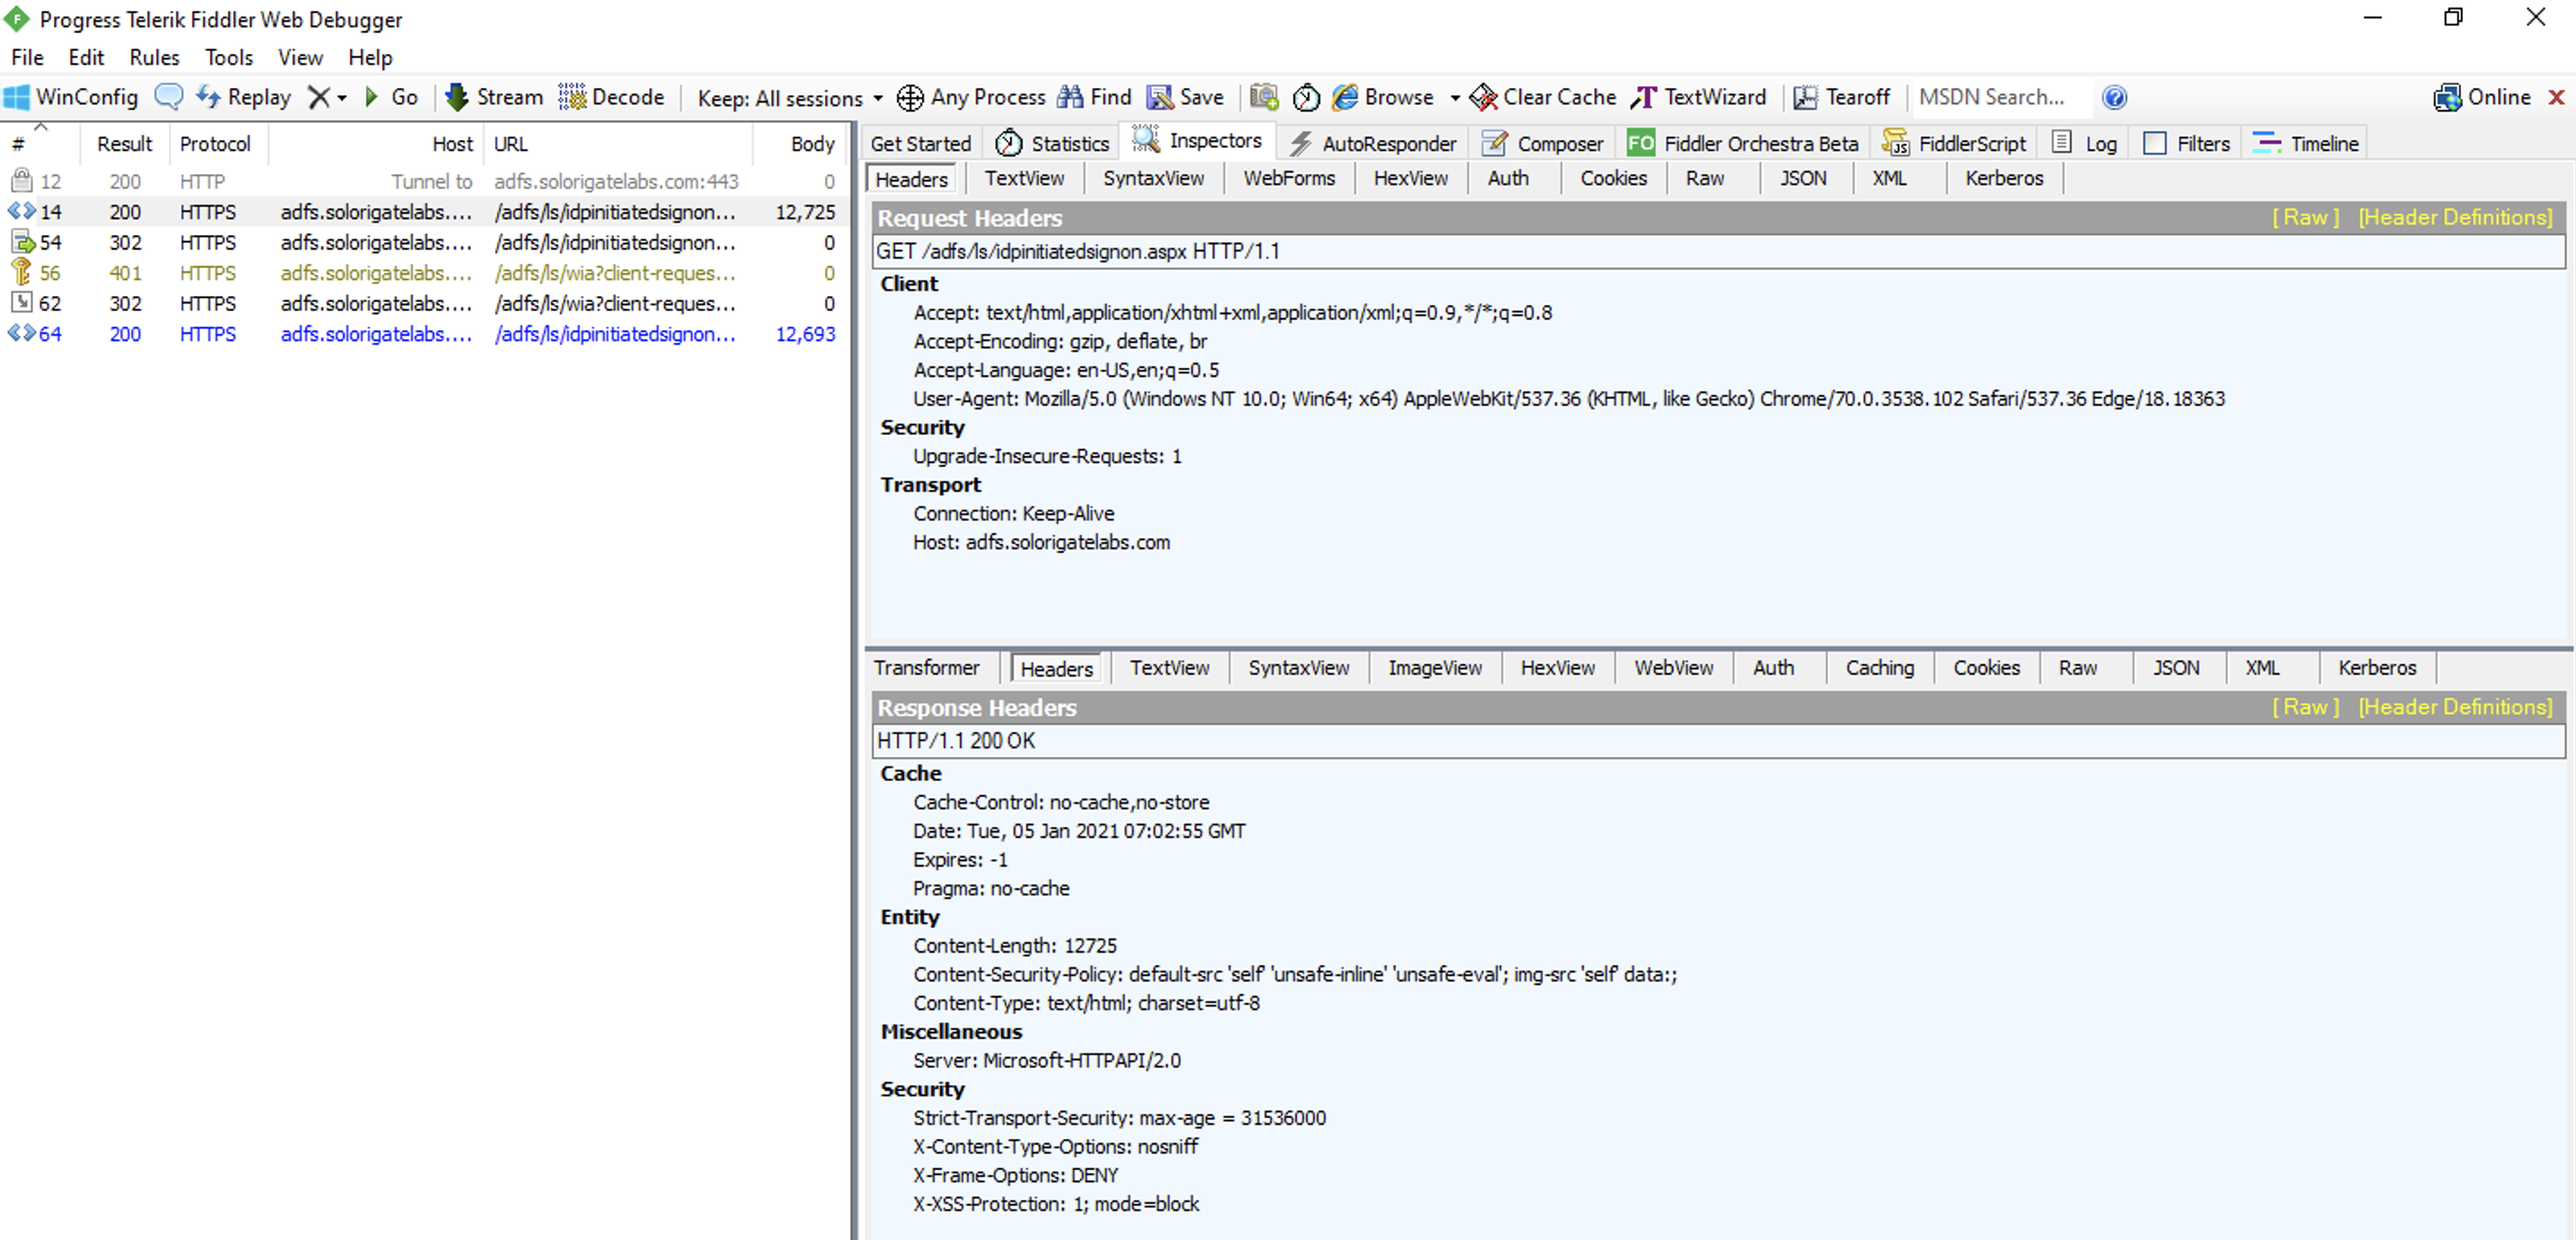 Progress Telerik Fiddler Web Debugger
File Edit Rules Tools View Help
WinConfig Replay Go Stream Decode Keep: All sessions Any Process Find Save Browse Clear Cache TextWizard Tearoff MSDN Search... Online
# Result Protocol Host URL Body
12 200 HTTP Tunnel to adfs.solorigatelabs.com:443 0
14 200 HTTPS adfs.solorigatelabs.... /adfs/ls/idpinitiatedsignon... 12,725
54 302 HTTPS adfs.solorigatelabs.... /adfs/ls/idpinitiatedsignon... 0
56 401 HTTPS adfs.solorigatelabs.... /adfs/ls/wia?client-reques... 0
62 302 HTTPS adfs.solorigatelabs.... /adfs/ls/wia?client-reques... 0
64 200 HTTPS adfs.solorigatelabs.... /adfs/ls/idpinitiatedsignon... 12,693
Get Started Statistics Inspectors AutoResponder Composer FO Fiddler Orchestra Beta FiddlerScript Log Filters Timeline
Headers TextView SyntaxView WebForms HexView Auth Cookies Raw JSON XML Kerberos
Request Headers [ Raw ] [Header Definitions]
GET /adfs/ls/idpinitiatedsignon.aspx HTTP/1.1
Client
Accept: text/html,application/xhtml+xml,application/xml;q=0.9,*/*;q=0.8
Accept-Encoding: gzip, deflate, br
Accept-Language: en-US,en;q=0.5
User-Agent: Mozilla/5.0 (Windows NT 10.0; Win64; x64) AppleWebKit/537.36 (KHTML, like Gecko) Chrome/70.0.3538.102 Safari/537.36 Edge/18.18363
Security
Upgrade-Insecure-Requests: 1
Transport
Connection: Keep-Alive
Host: adfs.solorigatelabs.com
Transformer Headers TextView SyntaxView ImageView HexView WebView Auth Caching Cookies Raw JSON XML Kerberos
Response Headers [ Raw ] [Header Definitions]
HTTP/1.1 200 OK
Cache
Cache-Control: no-cache,no-store
Date: Tue, 05 Jan 2021 07:02:55 GMT
Expires: -1
Pragma: no-cache
Entity
Content-Length: 12725
Content-Security-Policy: default-src 'self' 'unsafe-inline' 'unsafe-eval'; img-src 'self' data:;
Content-Type: text/html; charset=utf-8
Miscellaneous
Server: Microsoft-HTTPAPI/2.0
Security
Strict-Transport-Security: max-age = 31536000
X-Content-Type-Options: nosniff
X-Frame-Options: DENY
X-XSS-Protection: 1; mode=block